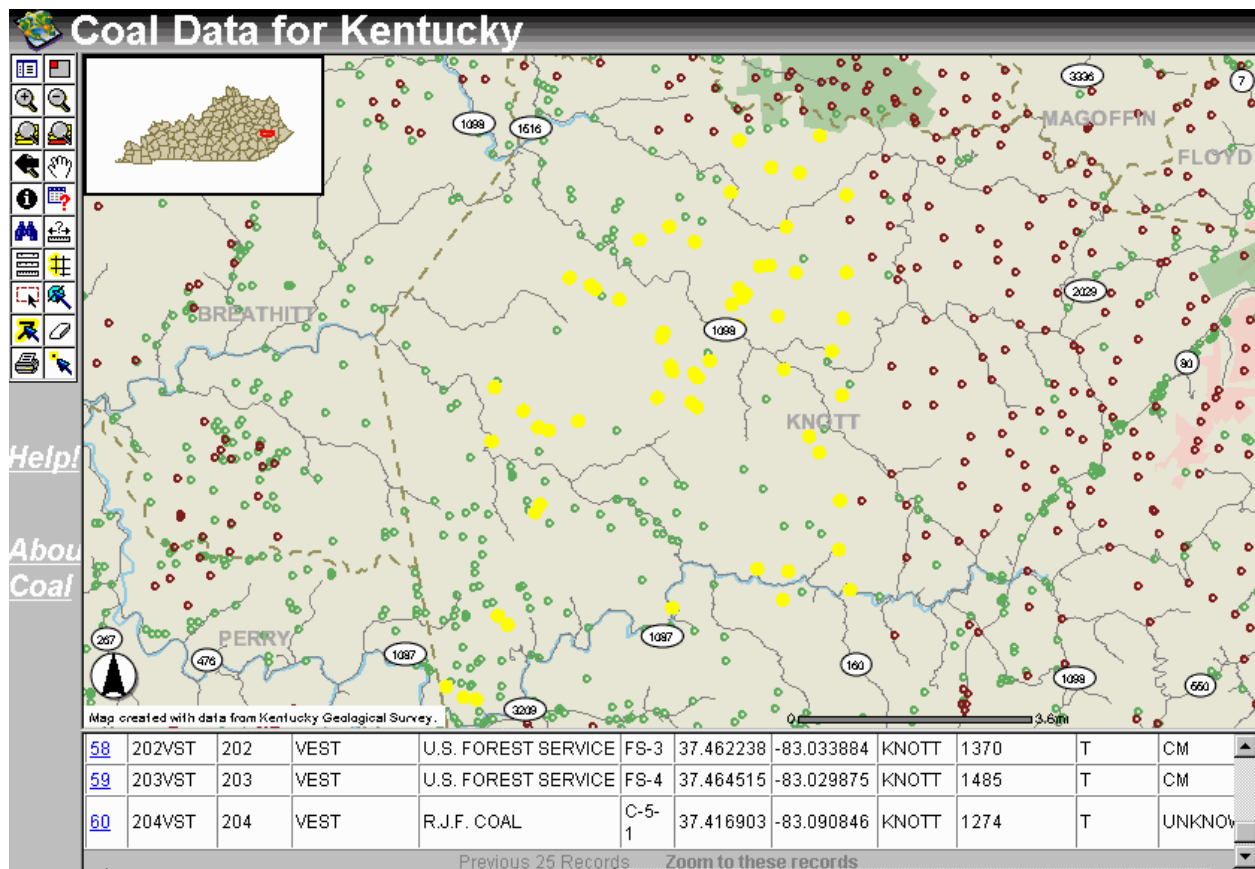 Coal Data for Kentucky
3336
7
1098
1516
MAGOFFIN
FLOYD
2029
BREATHITT
1098
80
KNOTT
Help!
Abou
Coal
267
PERRY
476
1087
1087
160
1099
550
3209
Map created with data from Kentucky Geological Survey.
0 3.6mi
58 202VST 202 VEST U.S. FOREST SERVICE FS-3 37.462238 -83.033884 KNOTT 1370 T CM
59 203VST 203 VEST U.S. FOREST SERVICE FS-4 37.464515 -83.029875 KNOTT 1485 T CM
60 204VST 204 VEST R.J.F. COAL C-5-1 37.416903 -83.090846 KNOTT 1274 T UNKNOW
Previous 25 Records Zoom to these records